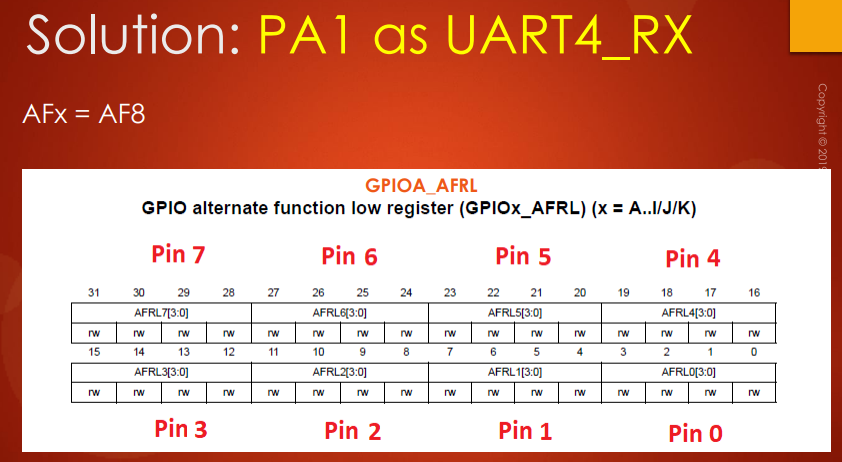 Solution: PA1 as UART4_RX
AFx = AF8
Copyright © 2019
GPIOA_AFRL
GPIO alternate function low register (GPIOx_AFRL) (x = A..I/J/K)
Pin 7 Pin 6 Pin 5 Pin 4
31 30 29 28 27 26 25 24 23 22 21 20 19 18 17 16
AFRL7[3:0] AFRL6[3:0] AFRL5[3:0] AFRL4[3:0]
rw rw rw rw rw rw rw rw rw rw rw rw rw rw rw rw
15 14 13 12 11 10 9 8 7 6 5 4 3 2 1 0
AFRL3[3:0] AFRL2[3:0] AFRL1[3:0] AFRL0[3:0]
rw rw rw rw rw rw rw rw rw rw rw rw rw rw rw rw
Pin 3 Pin 2 Pin 1 Pin 0